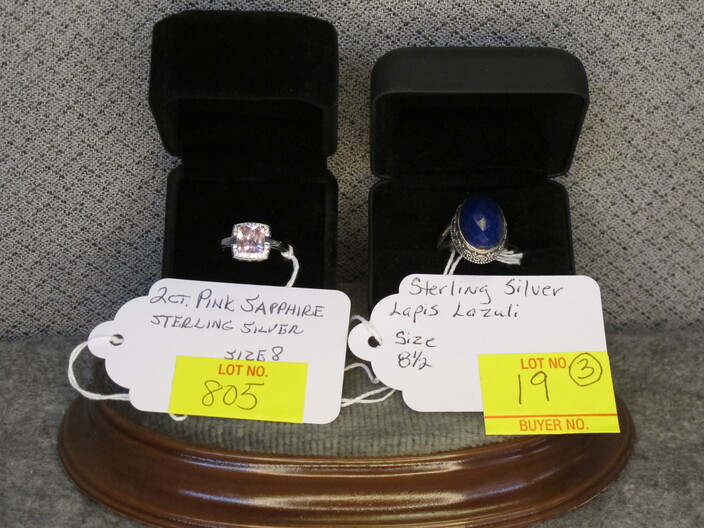 2CT. PINK SAPPHIRE
STERLING SILVER
SIZE 8
LOT NO.
805
Sterling Silver
Lapis Lazuli
Size
8½
LOT NO.
19 3
BUYER NO.